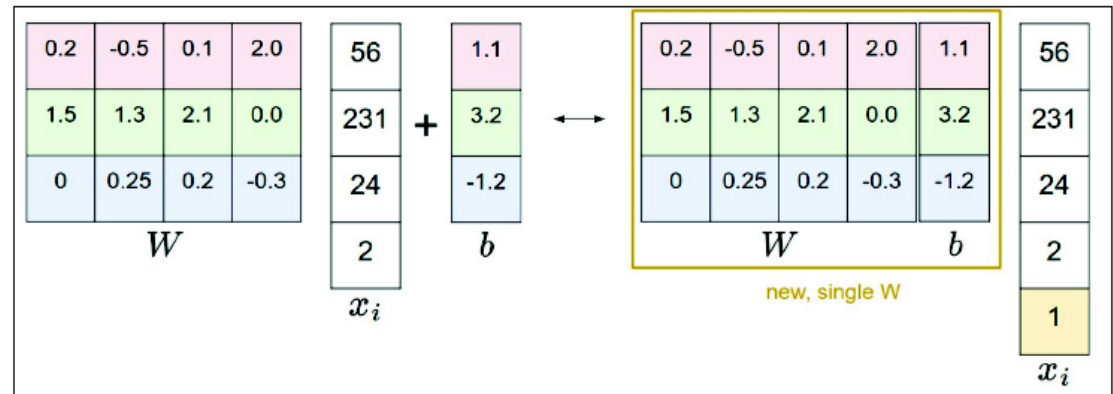 0.2 -0.5 0.1 2.0 56 1.1 0.2 -0.5 0.1 2.0 1.1 56
1.5 1.3 2.1 0.0 231 + 3.2 ↔ 1.5 1.3 2.1 0.0 3.2 231
0 0.25 0.2 -0.3 24 -1.2 0 0.25 0.2 -0.3 -1.2 24
W 2 b W b 2
x_i new, single W 1
x_i